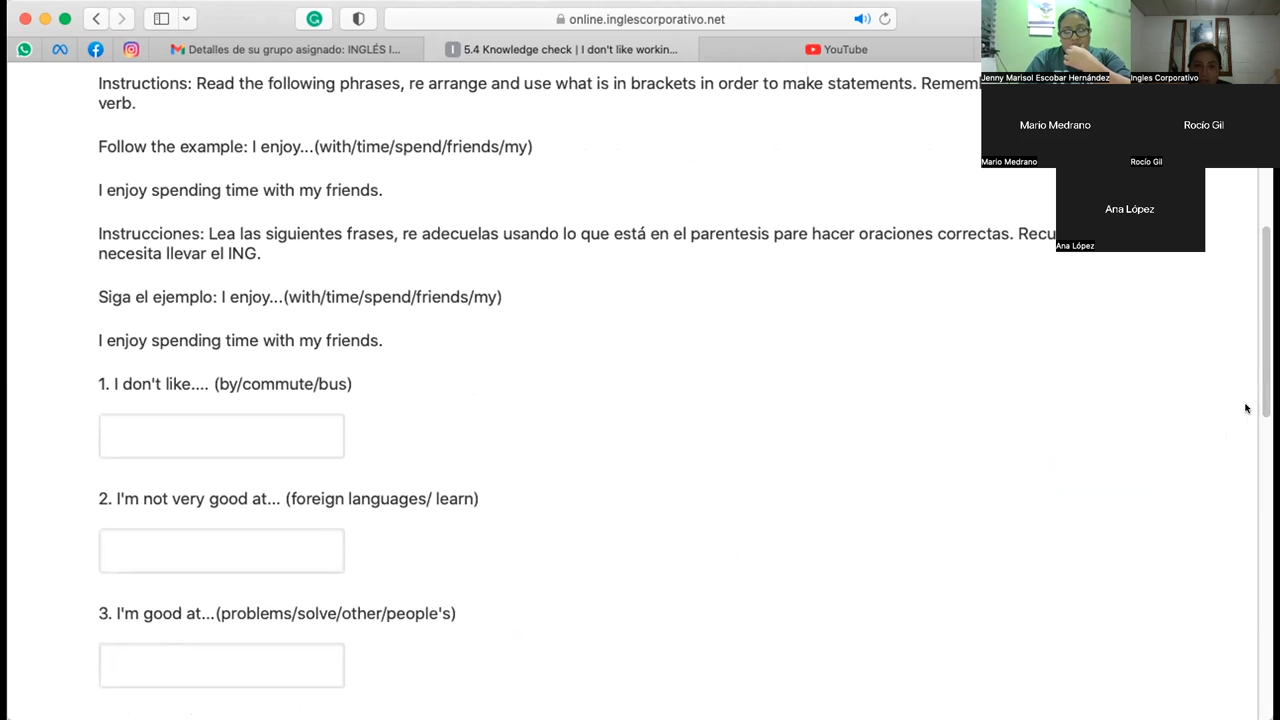 online.inglescorporativo.net
Detalles de su grupo asignado: INGLÉS I...
5.4 Knowledge check | I don't like workin...
YouTube
Instructions: Read the following phrases, re arrange and use what is in brackets in order to make statements. Remem
verb.
Follow the example: I enjoy...(with/time/spend/friends/my)
I enjoy spending time with my friends.
Instrucciones: Lea las siguientes frases, re adecuelas usando lo que está en el parentesis pare hacer oraciones correctas. Recu
necesita llevar el ING.
Siga el ejemplo: I enjoy...(with/time/spend/friends/my)
I enjoy spending time with my friends.
1. I don't like.... (by/commute/bus)
2. I'm not very good at... (foreign languages/ learn)
3. I'm good at...(problems/solve/other/people's)
Jenny Marisol Escobar Hernández
Ingles Corporativo
Mario Medrano
Rocío Gil
Mario Medrano
Rocío Gil
Ana López
Ana López